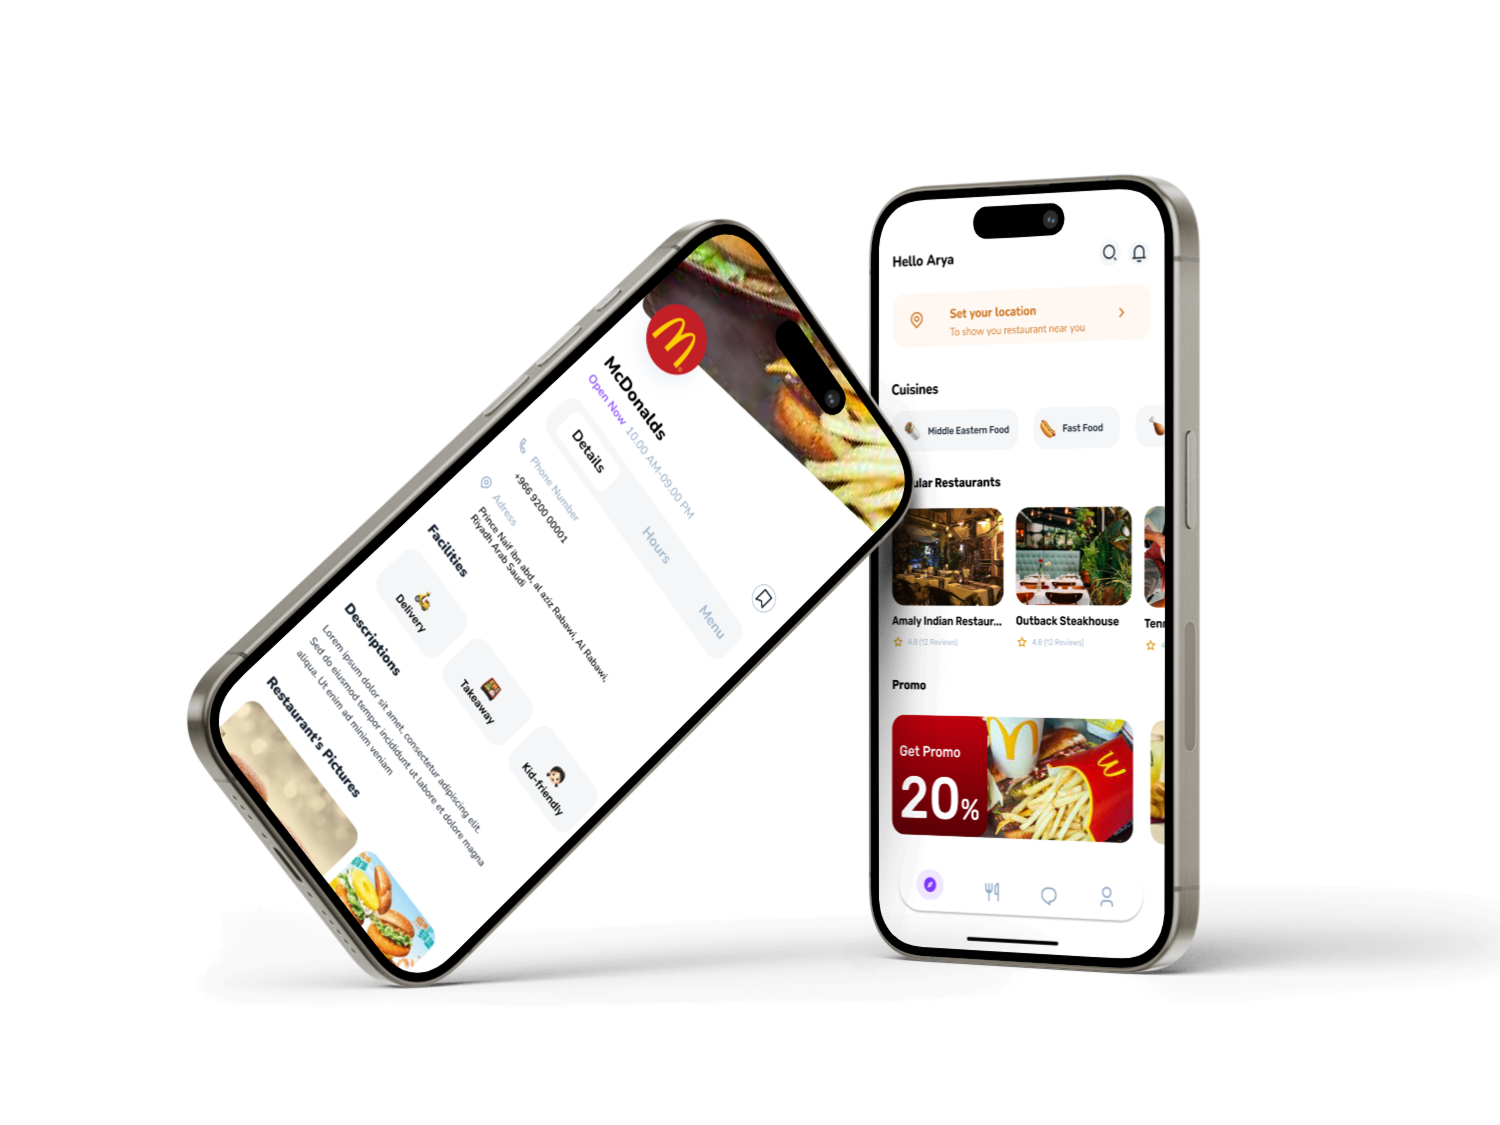 McDonalds
Open Now 10.00 AM-09.00 PM
Details
Hours
Menu
Phone Number
+966 9200 00001
Adress
Prince Naif ibn abd, al aziz Rabawi, Al Rabawi,
Riyadh Arab Saudi
Facilities
Delivery
Takeaway
Kid-friendly
Descriptions
Lorem ipsum dolor sit amet, consectetur adipiscing elit.
Sed do eiusmod tempor incididunt ut labore et dolore magna
aliqua. Ut enim ad minim veniam
Restaurant's Pictures
Hello Arya
Set your location
To show you restaurant near you
Cuisines
Middle Eastern Food
Fast Food
ular Restaurants
Amaly Indian Restaur...
Outback Steakhouse
Tenn
4.8 (12 Reviews)
4.8 (12 Reviews)
4
Promo
Get Promo
20%